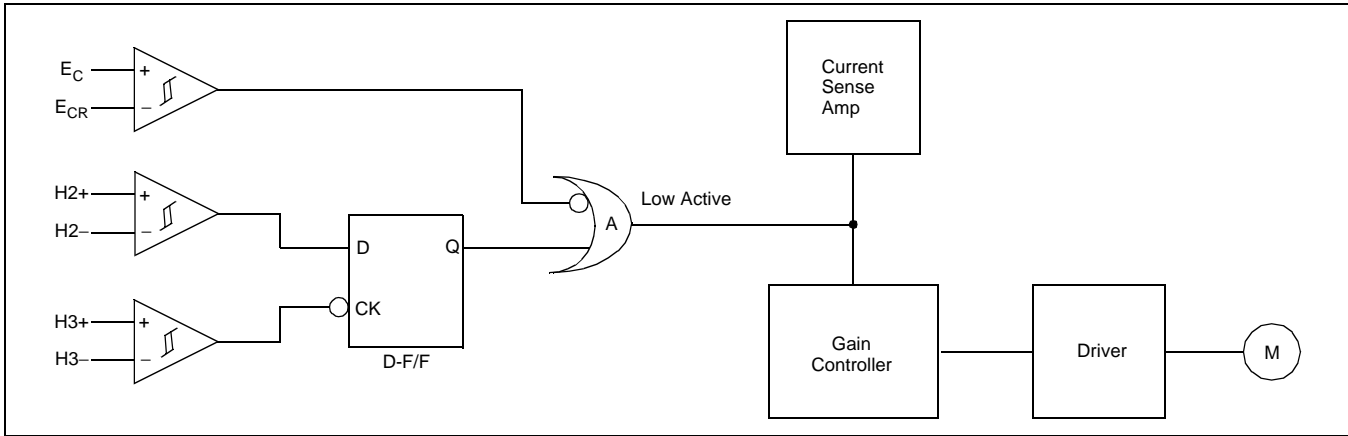 E_C
+
E_CR
−
H2+
+
H2−
−
H3+
+
H3−
−
D
Q
CK
D-F/F
A
Low Active
Current
Sense
Amp
Gain
Controller
Driver
M